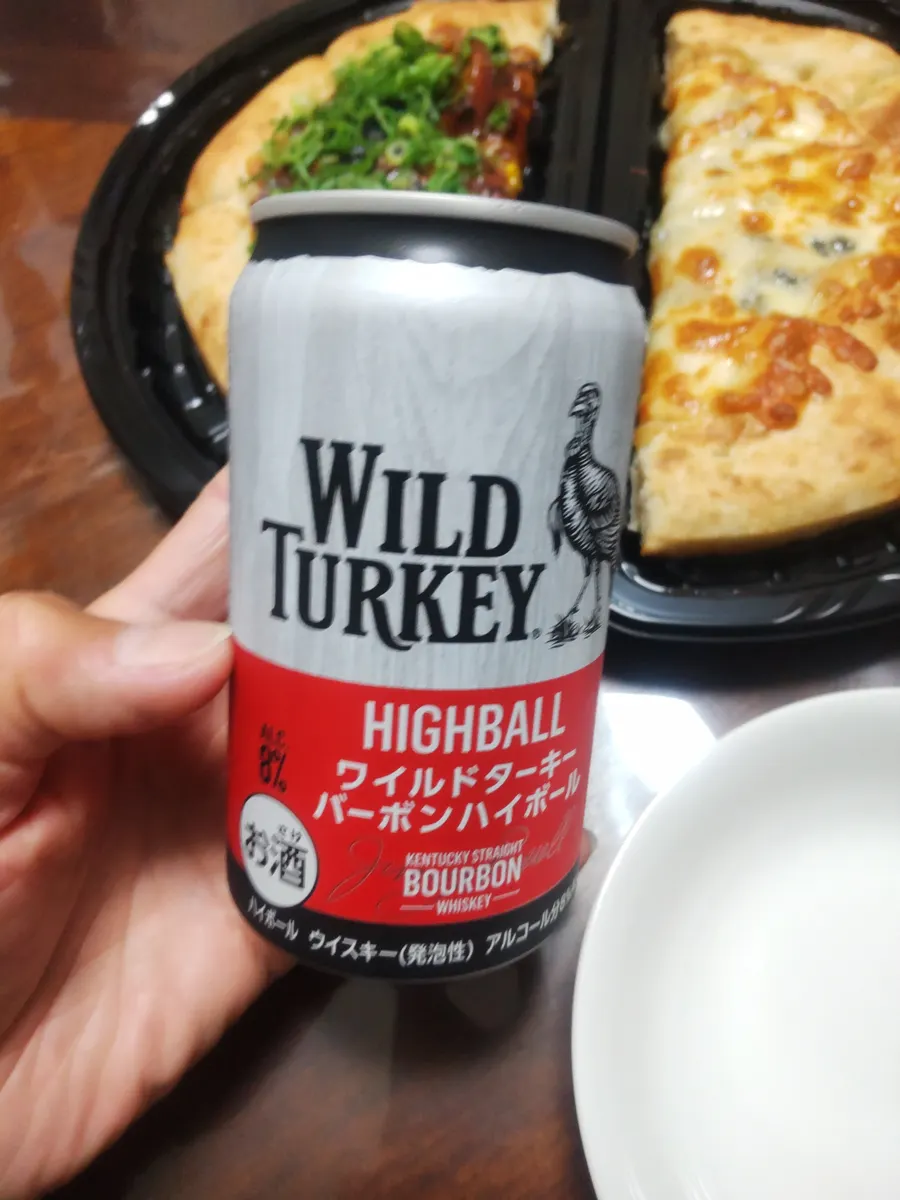 WILD
TURKEY
HIGHBALL
ワイルドターキー
バーボンハイボール
ALC
8%
お酒
KENTUCKY STRAIGHT
BOURBON
WHISKEY
ハイボール ウイスキー(発泡性) アルコール分